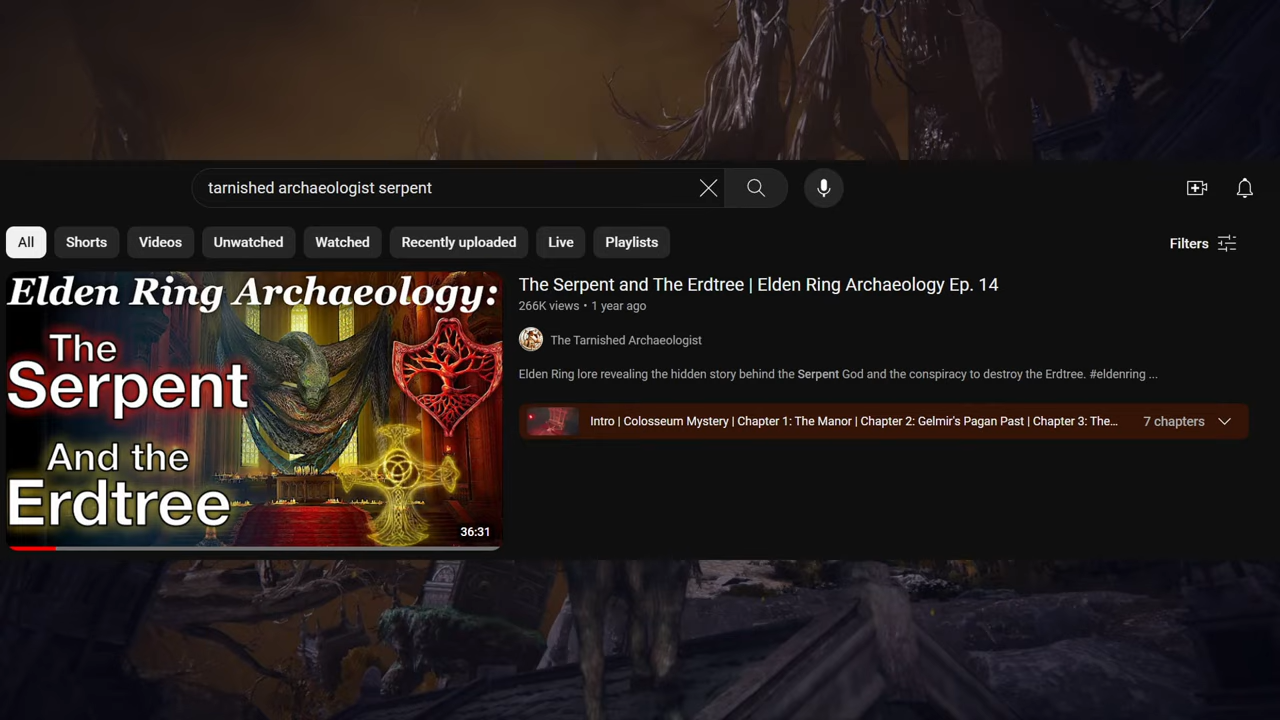 tarnished archaeologist serpent
All
Shorts
Videos
Unwatched
Watched
Recently uploaded
Live
Playlists
Filters
Elden Ring Archaeology:
The
Serpent
And the
Erdtree
36:31
The Serpent and The Erdtree | Elden Ring Archaeology Ep. 14
266K views • 1 year ago
The Tarnished Archaeologist
Elden Ring lore revealing the hidden story behind the Serpent God and the conspiracy to destroy the Erdtree. #eldenring ...
Intro | Colosseum Mystery | Chapter 1: The Manor | Chapter 2: Gelmir's Pagan Past | Chapter 3: The...
7 chapters